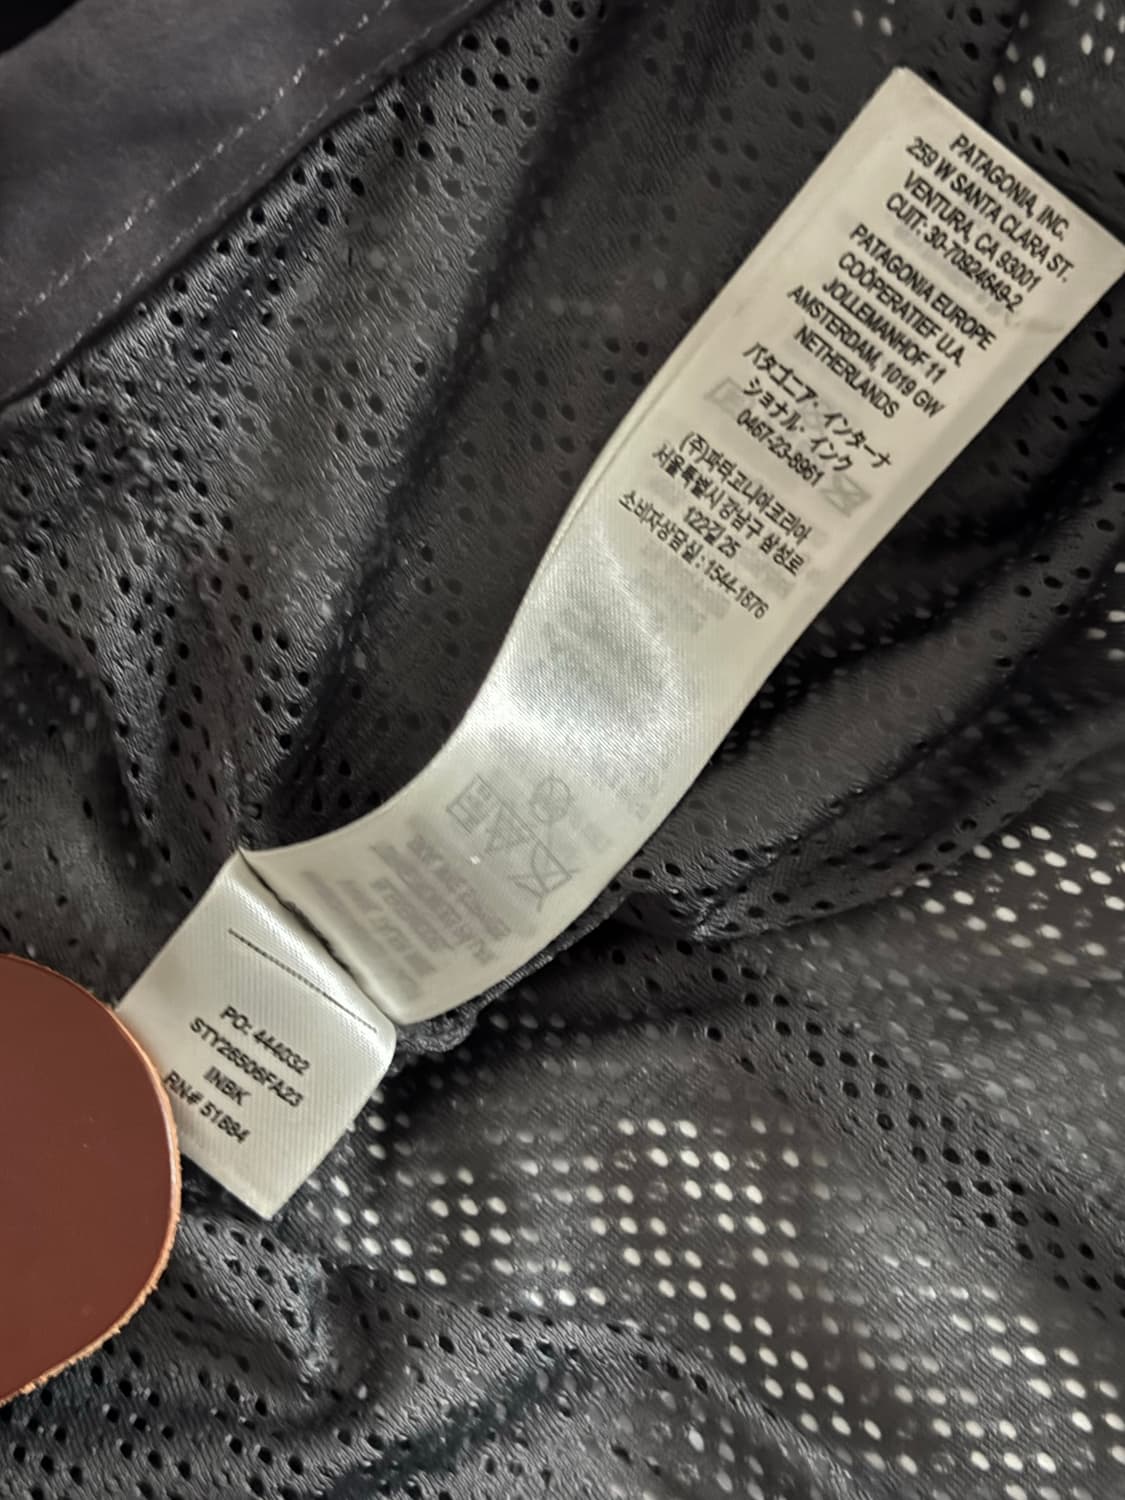 PATAGONIA, INC.
259 W SANTA CLARA ST.
VENTURA, CA 93001
CUIT: 30-70924649-2
PATAGONIA EUROPE
COÖPERATIEF U.A.
JOLLEMANHOF 11
AMSTERDAM, 1019 GW
NETHERLANDS
パタゴニア・インターナ
ショナル・インク
0467-23-8961
(주)파타고니아코리아
서울특별시 강남구 삼성로
122길 25
소비자상담실 : 1544-1876
PO: 444032
STY26506FA23
INBK
RN# 51884